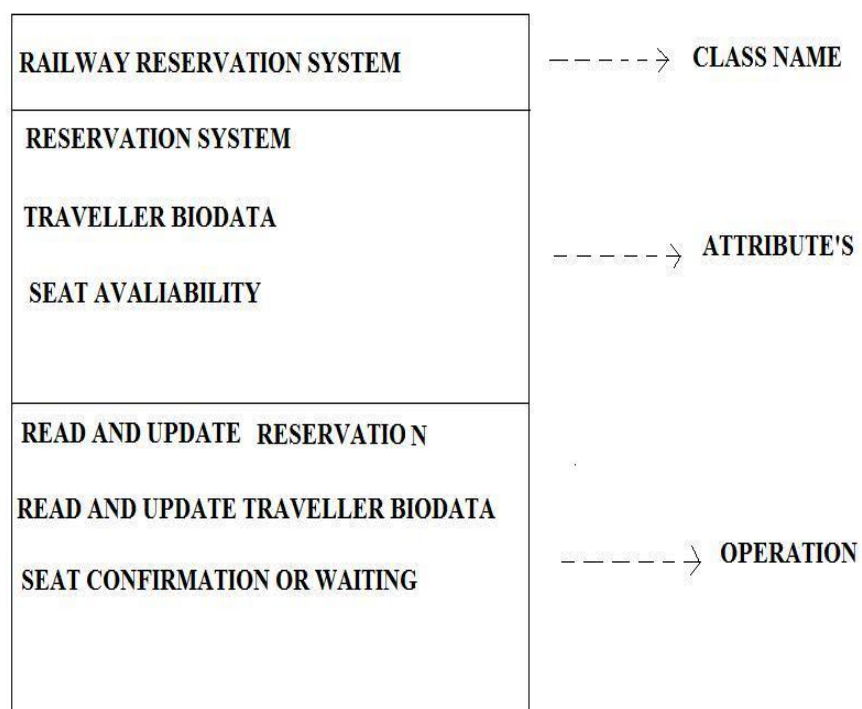 RAILWAY RESERVATION SYSTEM
CLASS NAME
RESERVATION SYSTEM
TRAVELLER BIODATA
SEAT AVALIABILITY
ATTRIBUTE'S
READ AND UPDATE RESERVATIO N
READ AND UPDATE TRAVELLER BIODATA
SEAT CONFIRMATION OR WAITING
OPERATION